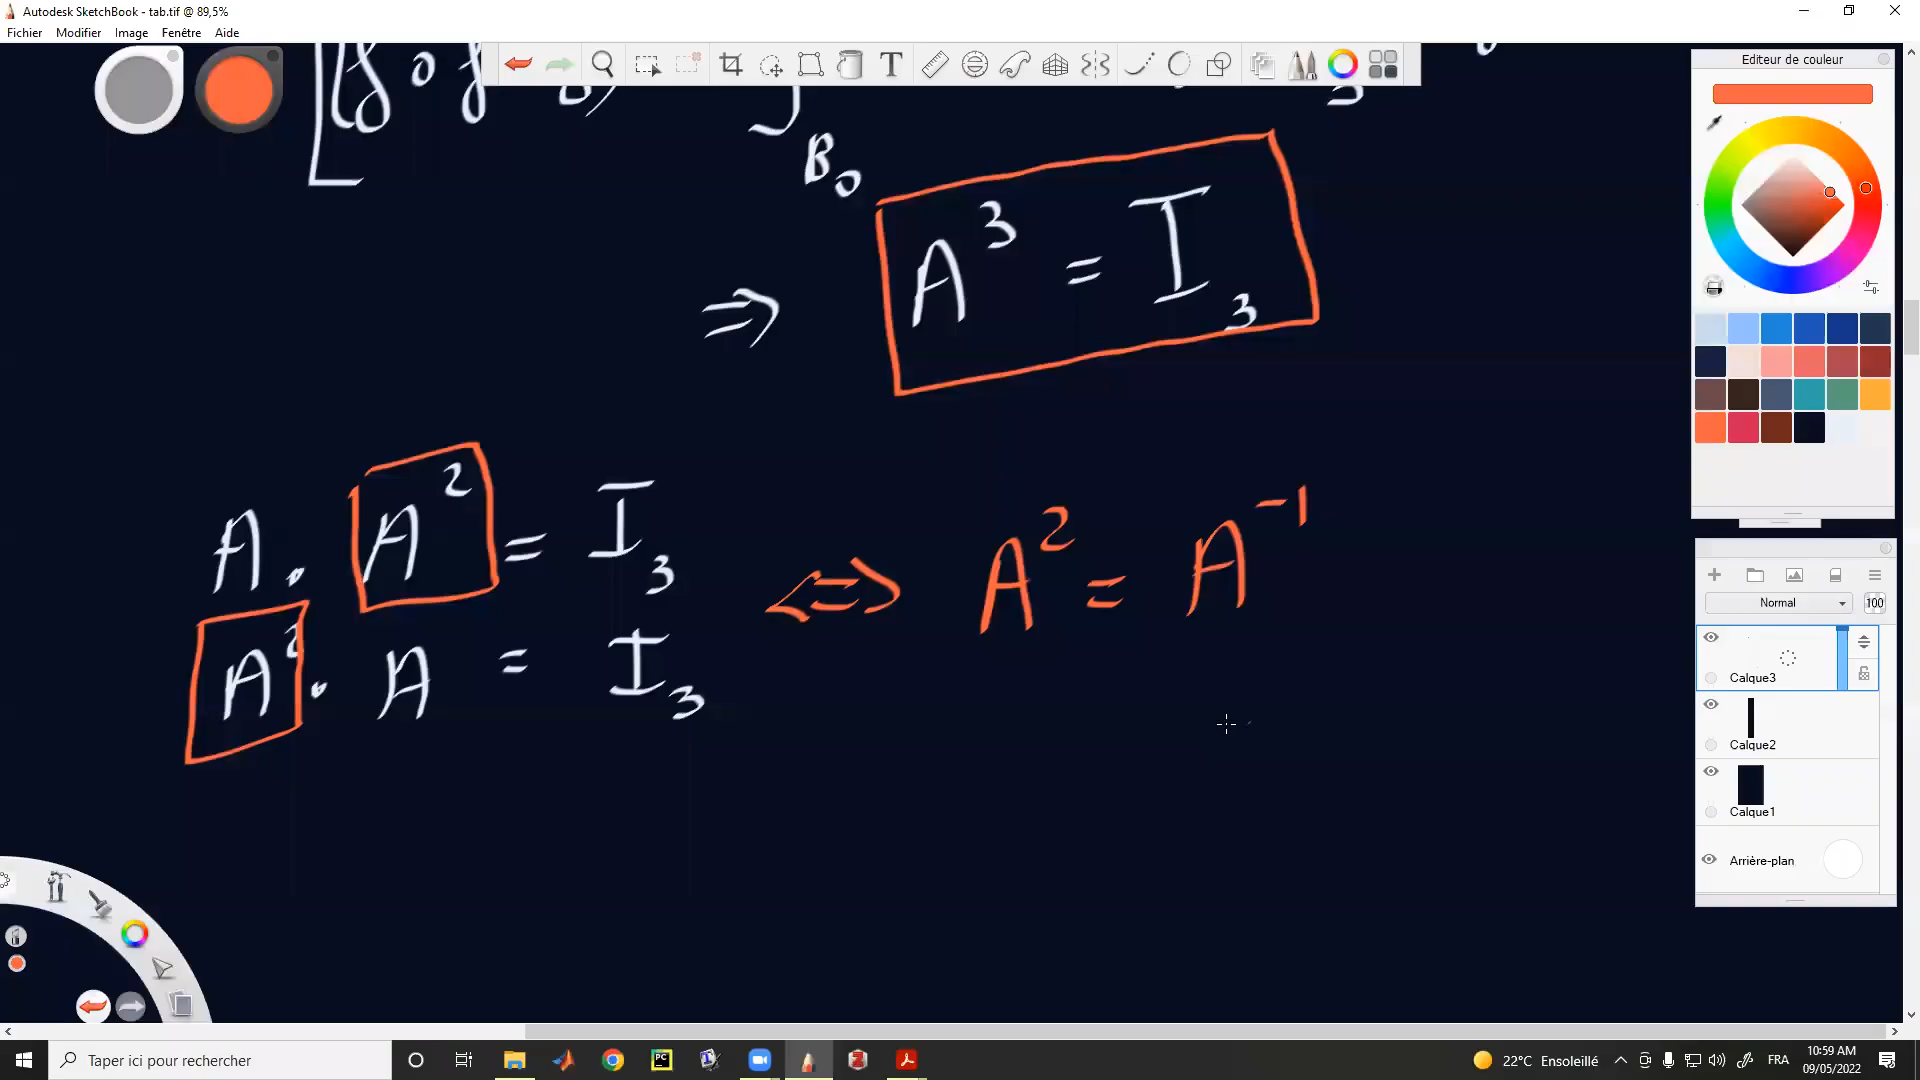 Autodesk SketchBook - tab.tif @ 89,5%
Fichier Modifier Image Fenêtre Aide
B₀
⇒ A³ = I₃
A . A² = I₃ ⇔ A² = A⁻¹
A² . A = I₃
Editeur de couleur
Normal 100
Calque3
Calque2
Calque1
Arrière-plan
Taper ici pour rechercher
22°C Ensoleillé
FRA
10:59 AM
09/05/2022